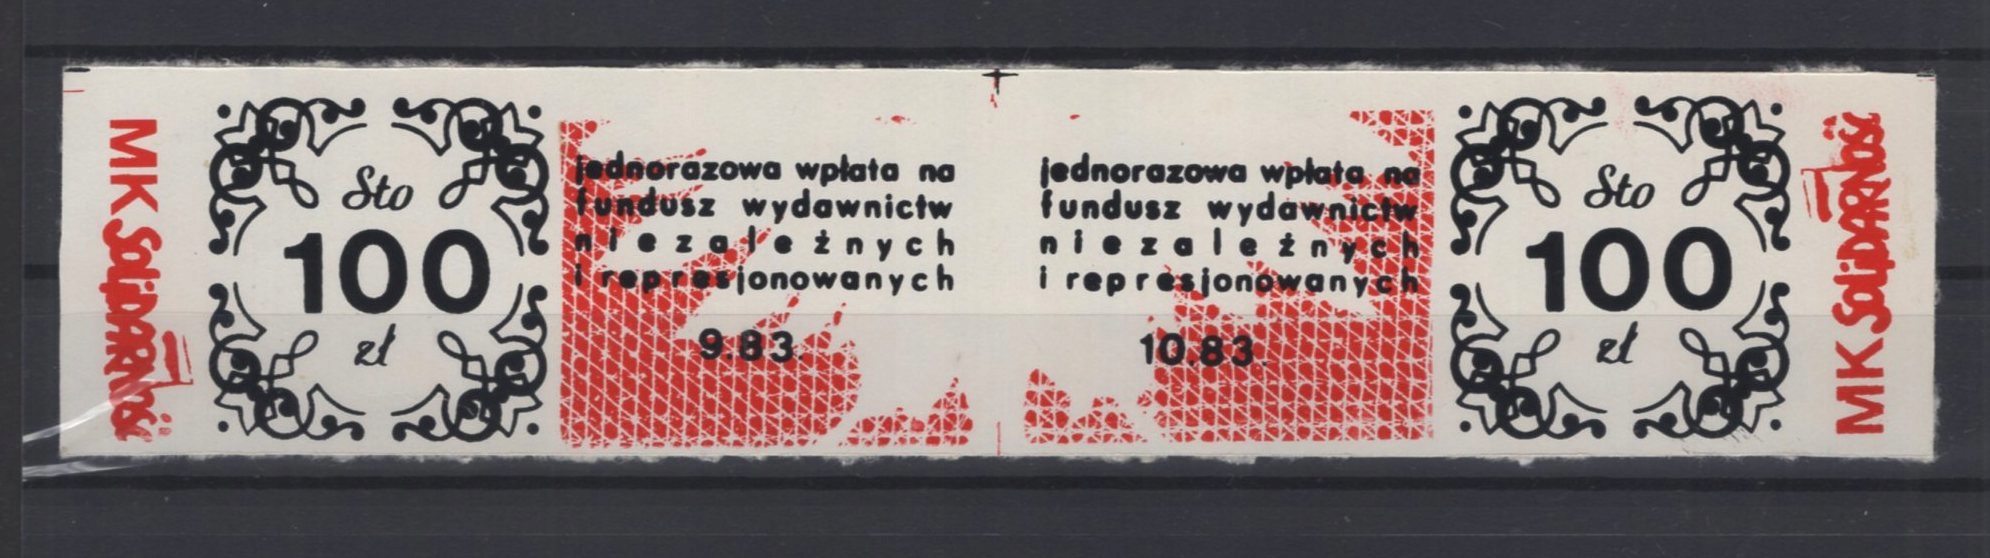 MK SOLIDARNOŚĆ
Sto
100
zł
jednorazowa wpłata na
fundusz wydawnictw
niezależnych
i represjonowanych
9.83.
jednorazowa wpłata na
fundusz wydawnictw
niezależnych
i represjonowanych
10.83.
Sto
100
zł
MK SOLIDARNOŚĆ